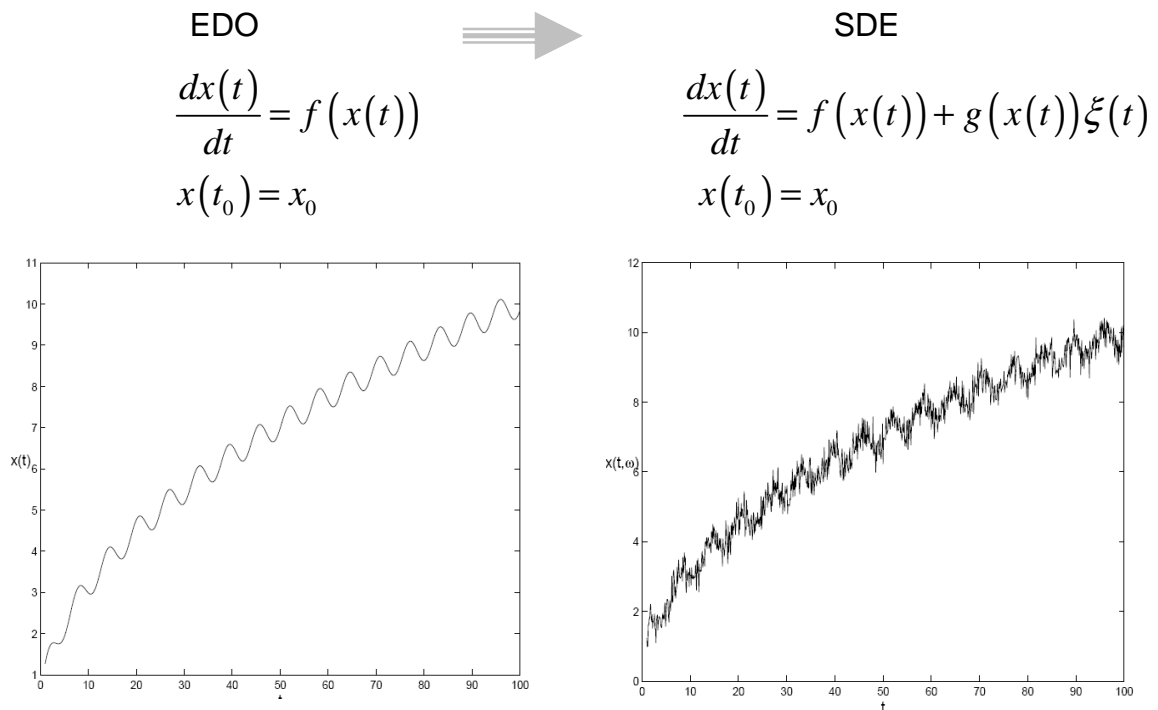 EDO
SDE
dx(t)/dt = f(x(t))
x(t₀) = x₀
dx(t)/dt = f(x(t)) + g(x(t))ξ(t)
x(t₀) = x₀
11
10
9
8
7
x(t)
6
5
4
3
2
1
0 10 20 30 40 50 60 70 80 90 100
12
10
8
x(t,ω)
6
4
2
0
0 10 20 30 40 50 60 70 80 90 100
t